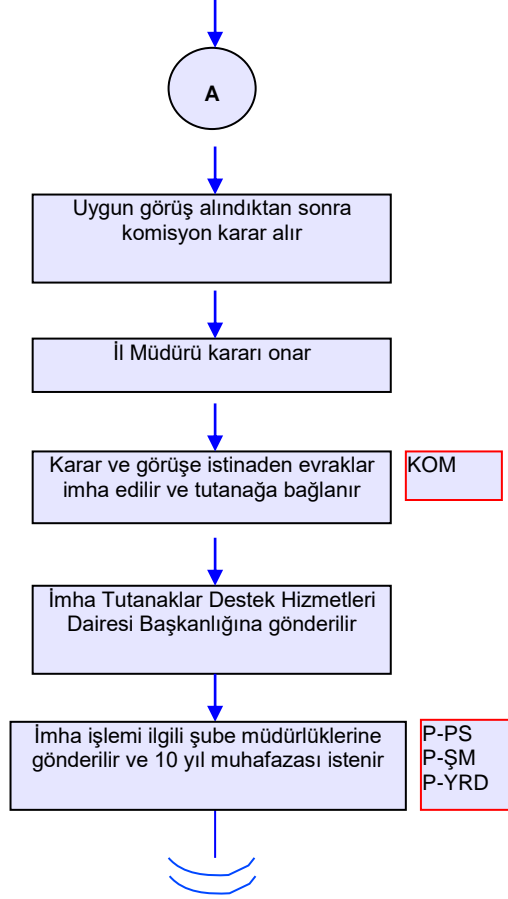 A
Uygun görüş alındıktan sonra
komisyon karar alır
İl Müdürü kararı onar
Karar ve görüşe istinaden evraklar
imha edilir ve tutanağa bağlanır
KOM
İmha Tutanaklar Destek Hizmetleri
Dairesi Başkanlığına gönderilir
İmha işlemi ilgili şube müdürlüklerine
gönderilir ve 10 yıl muhafazası istenir
P-PS
P-ŞM
P-YRD